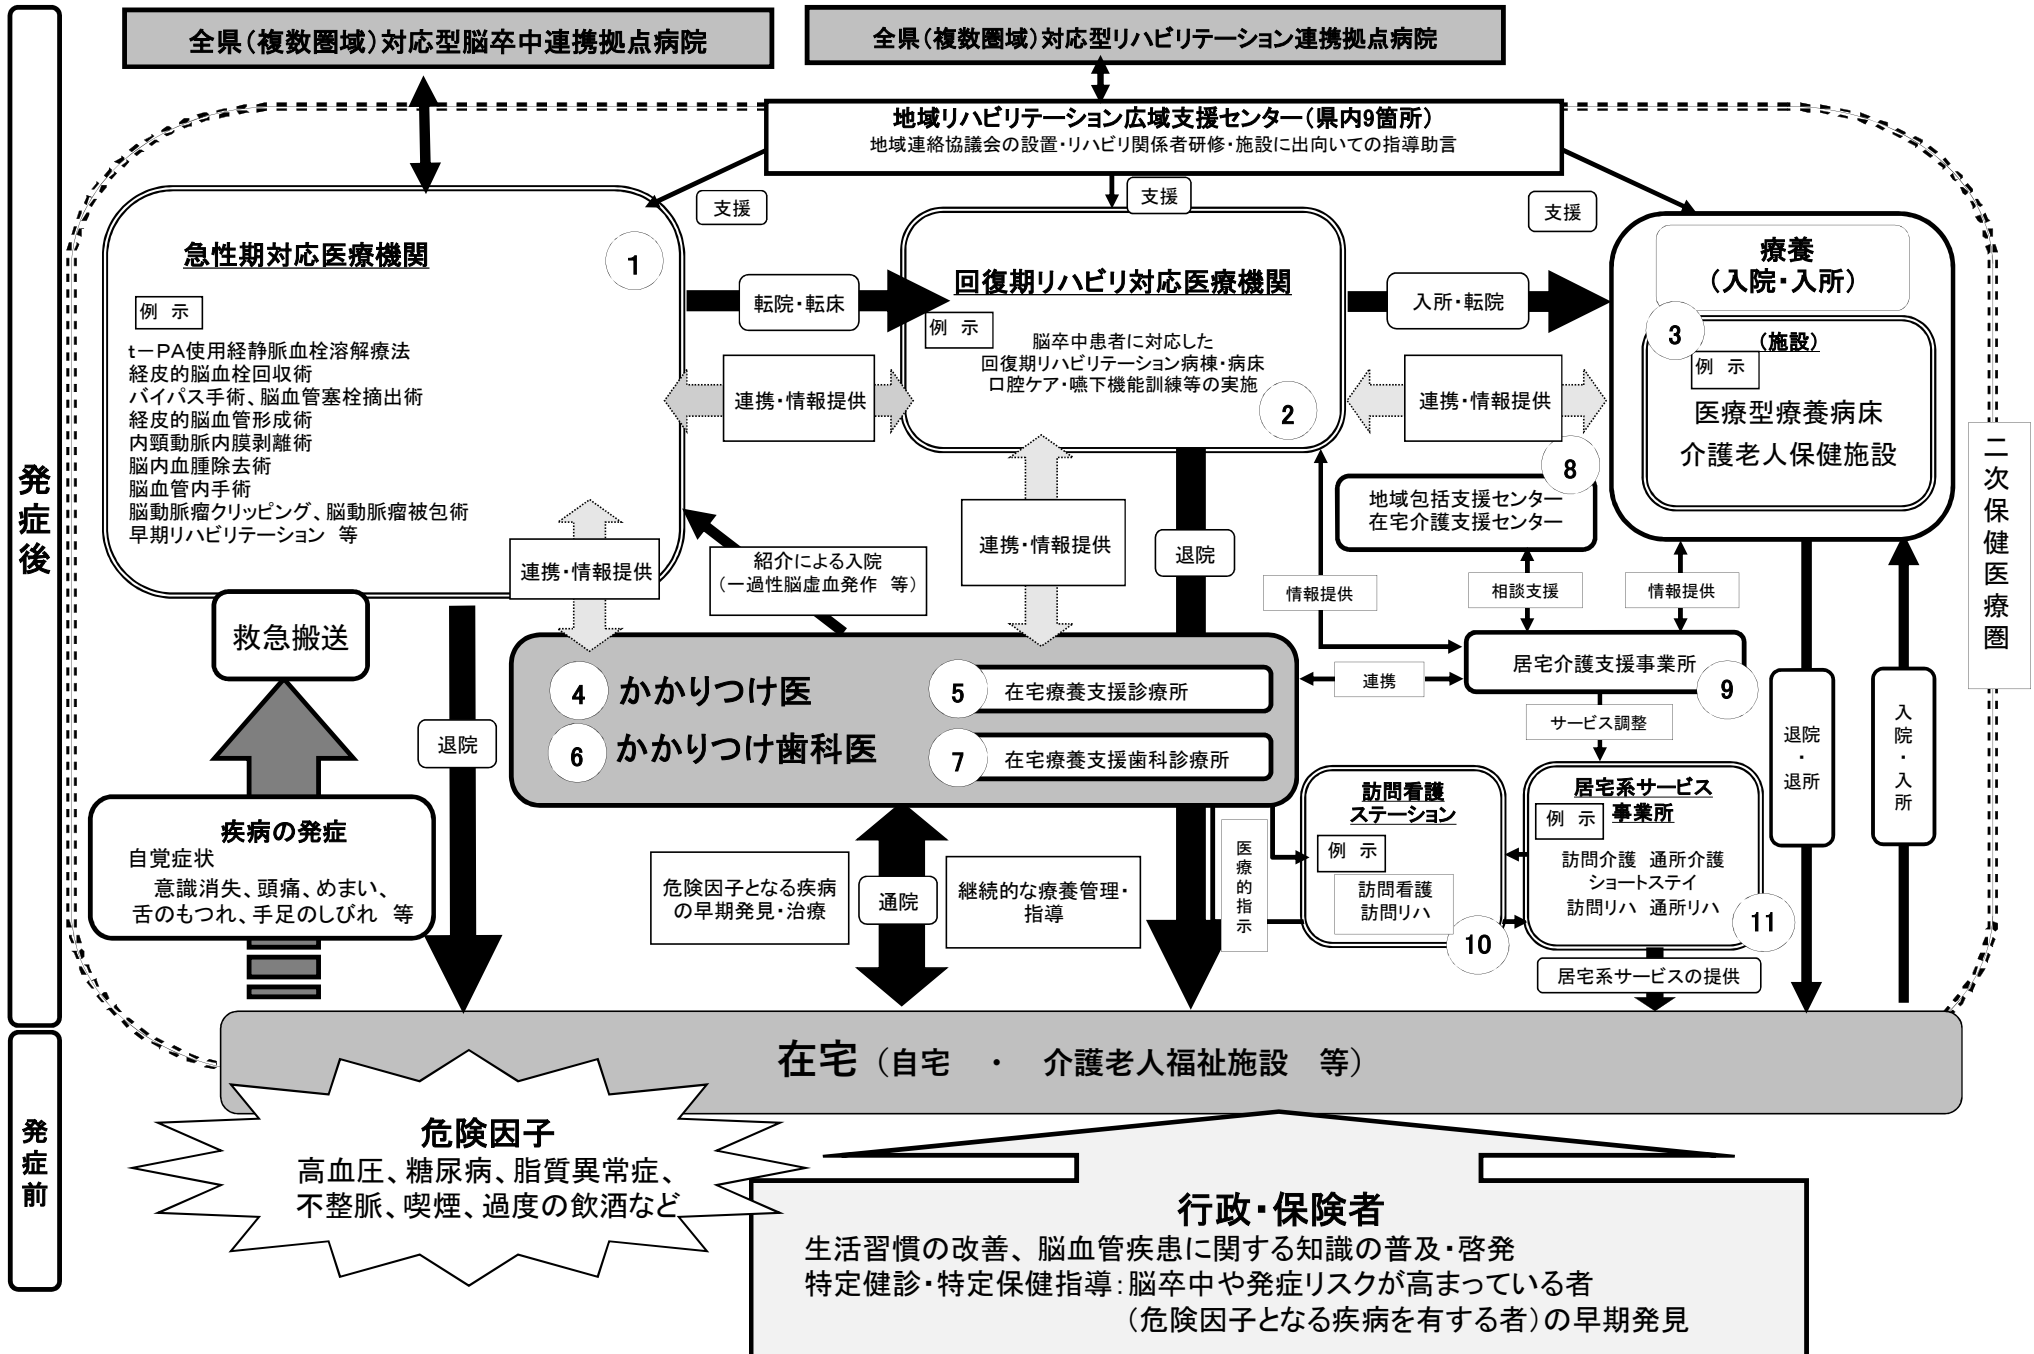 全県（複数圏域）対応型脳卒中連携拠点病院
全県（複数圏域）対応型リハビリテーション連携拠点病院
地域リハビリテーション広域支援センター（県内9箇所）
地域連絡協議会の設置・リハビリ関係者研修・施設に出向いての指導助言
支援
支援
支援
発症後
急性期対応医療機関
1
例　示
t－PA使用経静脈血栓溶解療法
経皮的脳血栓回収術
バイパス手術、脳血管塞栓摘出術
経皮的脳血管形成術
内頸動脈内膜剥離術
脳内血腫除去術
脳血管内手術
脳動脈瘤クリッピング、脳動脈瘤被包術
早期リハビリテーション　等
転院・転床
連携・情報提供
回復期リハビリ対応医療機関
例　示
脳卒中患者に対応した
回復期リハビリテーション病棟・病床
口腔ケア・嚥下機能訓練等の実施
2
入所・転院
連携・情報提供
療養
（入院・入所）
3
（施設）
例　示
医療型療養病床
介護老人保健施設
二次保健医療圏
8
地域包括支援センター
在宅介護支援センター
連携・情報提供
紹介による入院
（一過性脳虚血発作　等）
連携・情報提供
退院
情報提供
相談支援
情報提供
救急搬送
退院
4
かかりつけ医
5
在宅療養支援診療所
6
かかりつけ歯科医
7
在宅療養支援歯科診療所
連携
居宅介護支援事業所
9
サービス調整
退院・退所
入院・入所
疾病の発症
自覚症状
意識消失、頭痛、めまい、
舌のもつれ、手足のしびれ　等
危険因子となる疾病
の早期発見・治療
通院
継続的な療養管理・
指導
医療的指示
訪問看護
ステーション
例　示
訪問看護
訪問リハ
10
居宅系サービス
事業所
例　示
訪問介護　通所介護
ショートステイ
訪問リハ　通所リハ
11
居宅系サービスの提供
在宅（自宅　・　介護老人福祉施設　等）
発症前
危険因子
高血圧、糖尿病、脂質異常症、
不整脈、喫煙、過度の飲酒など
行政・保険者
生活習慣の改善、脳血管疾患に関する知識の普及・啓発
特定健診・特定保健指導：脳卒中や発症リスクが高まっている者
（危険因子となる疾病を有する者）の早期発見